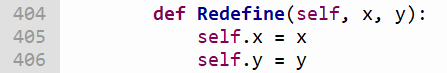 404 def Redefine(self, x, y):
405 self.x = x
406 self.y = y